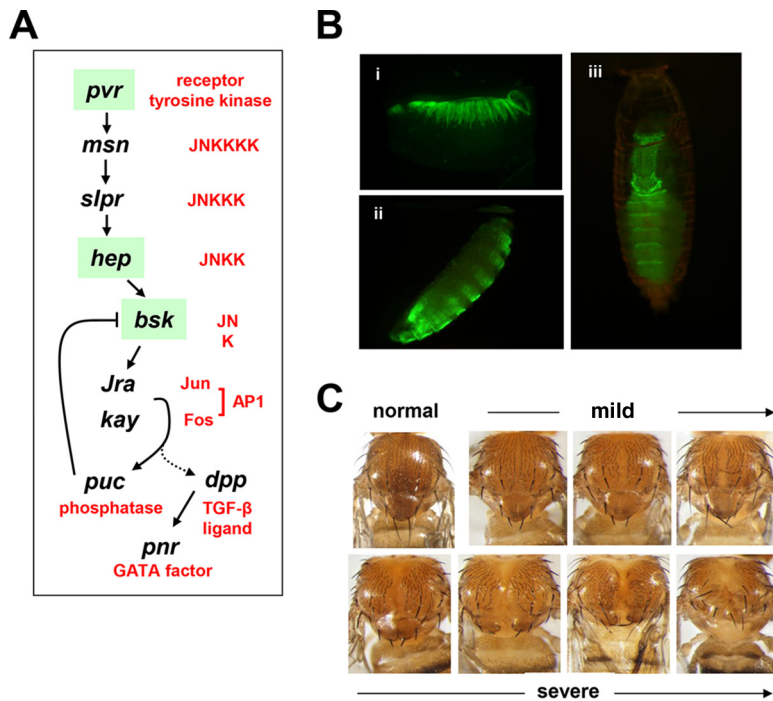 A
pvr
receptor
tyrosine kinase
msn
JNKKKK
slpr
JNKKK
hep
JNKK
bsk
JN
K
Jra
Jun
AP1
kay
Fos
puc
dpp
phosphatase
TGF-β
ligand
pnr
GATA factor
B
i
ii
iii
C
normal
mild
severe